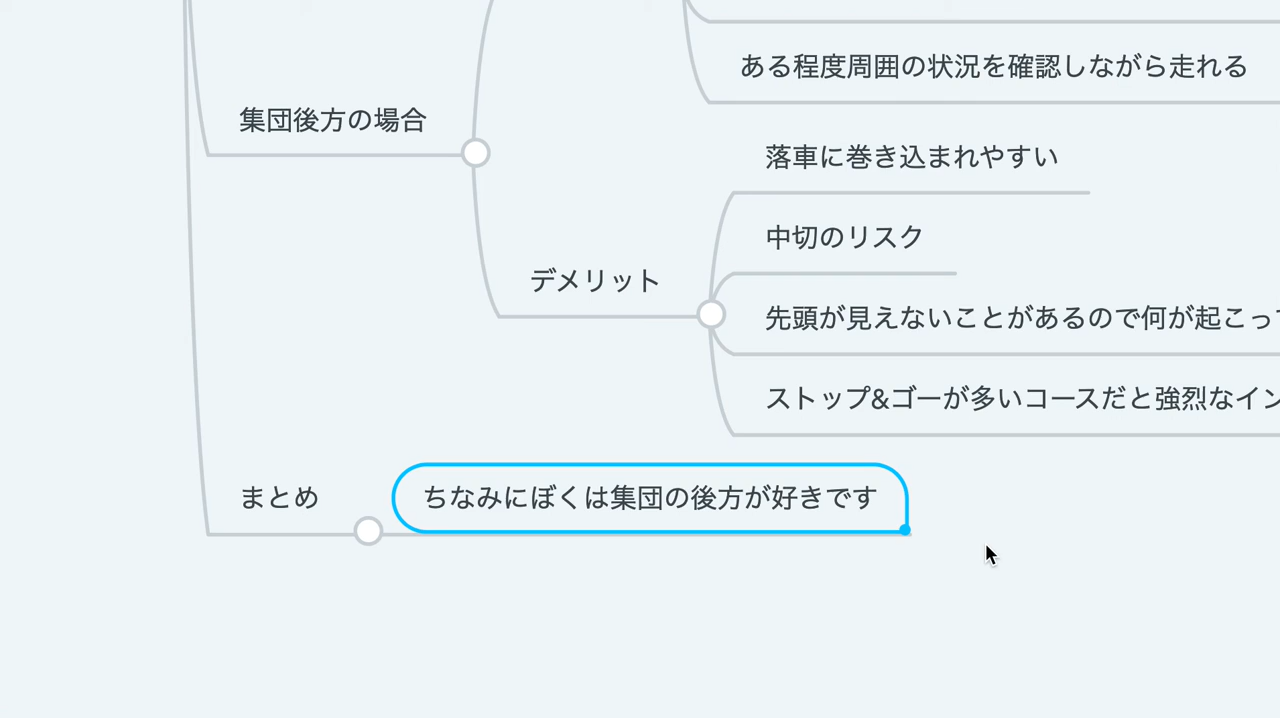 ある程度周囲の状況を確認しながら走れる
集団後方の場合
落車に巻き込まれやすい
中切のリスク
デメリット
先頭が見えないことがあるので何が起こって
ストップ&ゴーが多いコースだと強烈なイン
まとめ
ちなみにぼくは集団の後方が好きです